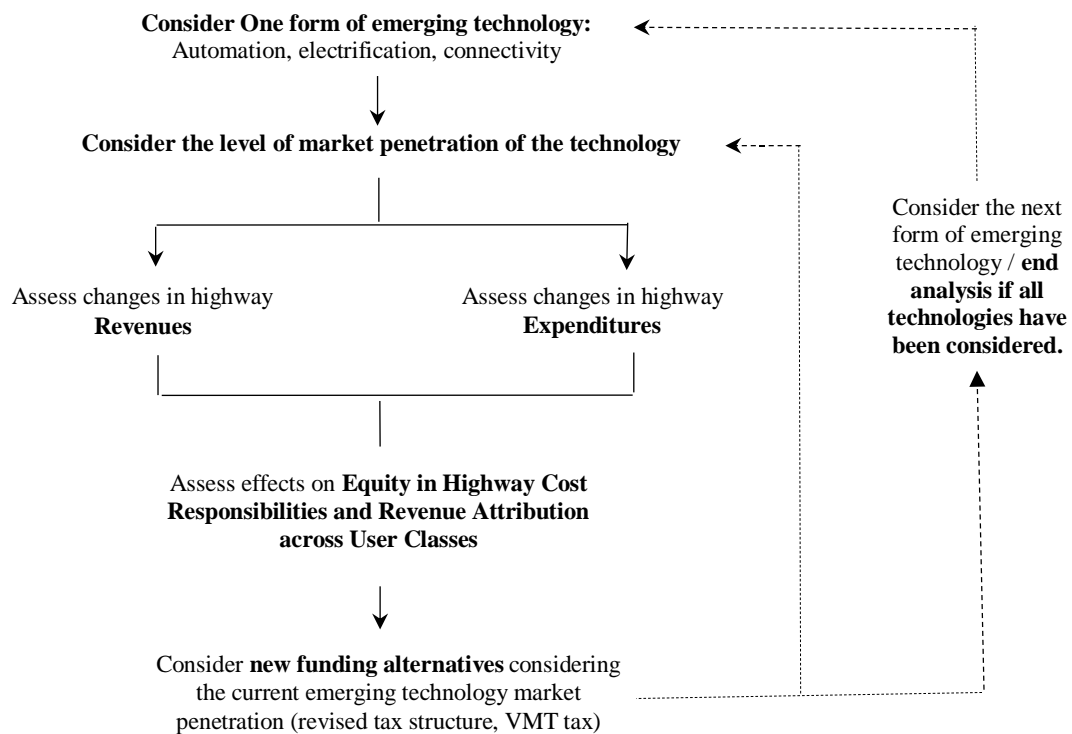 Consider One form of emerging technology:
Automation, electrification, connectivity
Consider the level of market penetration of the technology
Assess changes in highway
Revenues
Assess changes in highway
Expenditures
Consider the next
form of emerging
technology / end
analysis if all
technologies have
been considered.
Assess effects on Equity in Highway Cost
Responsibilities and Revenue Attribution
across User Classes
Consider new funding alternatives considering
the current emerging technology market
penetration (revised tax structure, VMT tax)